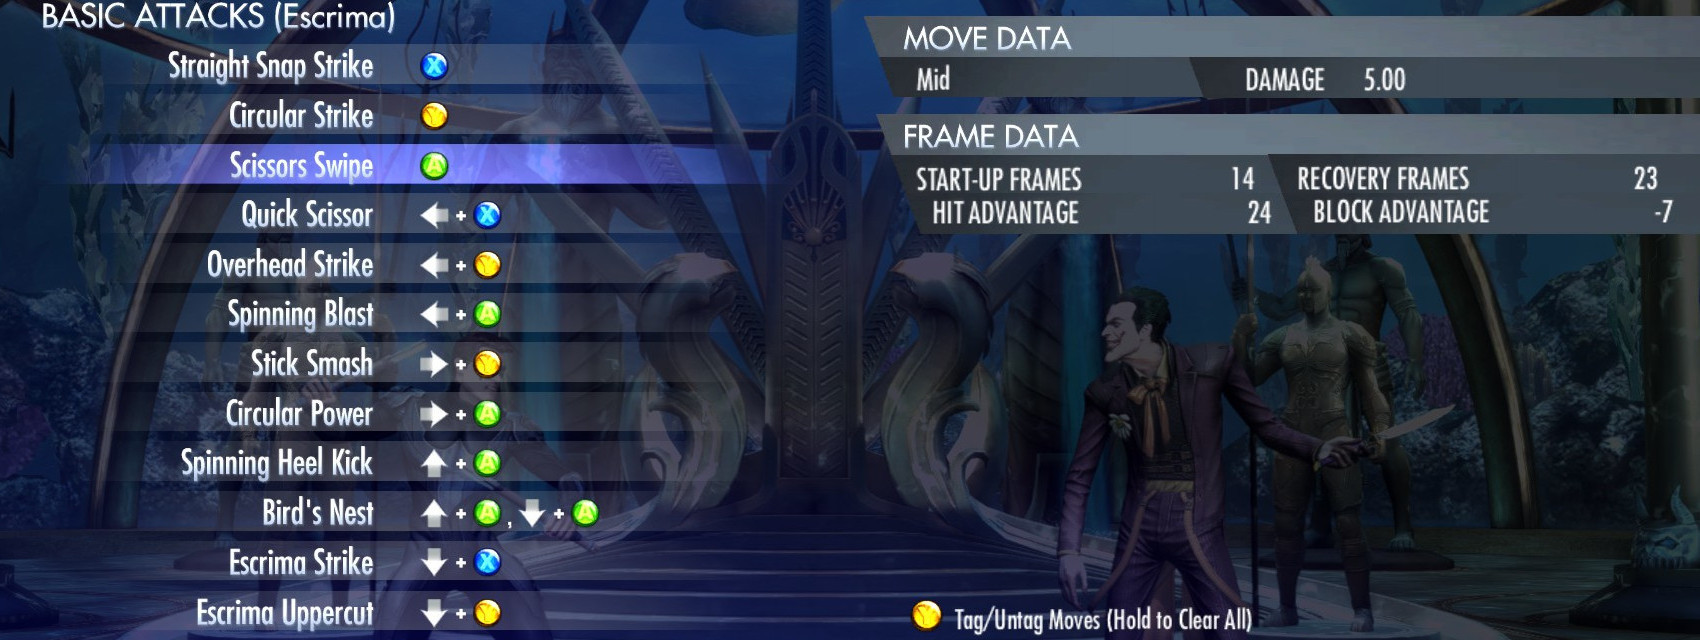 BASIC ATTACKS (Escrima)
Straight Snap Strike X
Circular Strike Y
Scissors Swipe A
Quick Scissor + X
Overhead Strike + Y
Spinning Blast + A
Stick Smash + Y
Circular Power + A
Spinning Heel Kick + A
Bird's Nest + A , + A
Escrima Strike + X
Escrima Uppercut + Y
MOVE DATA
Mid DAMAGE 5.00
FRAME DATA
START-UP FRAMES 14 RECOVERY FRAMES 23
HIT ADVANTAGE 24 BLOCK ADVANTAGE -7
Y Tag/Untag Moves (Hold to Clear All)